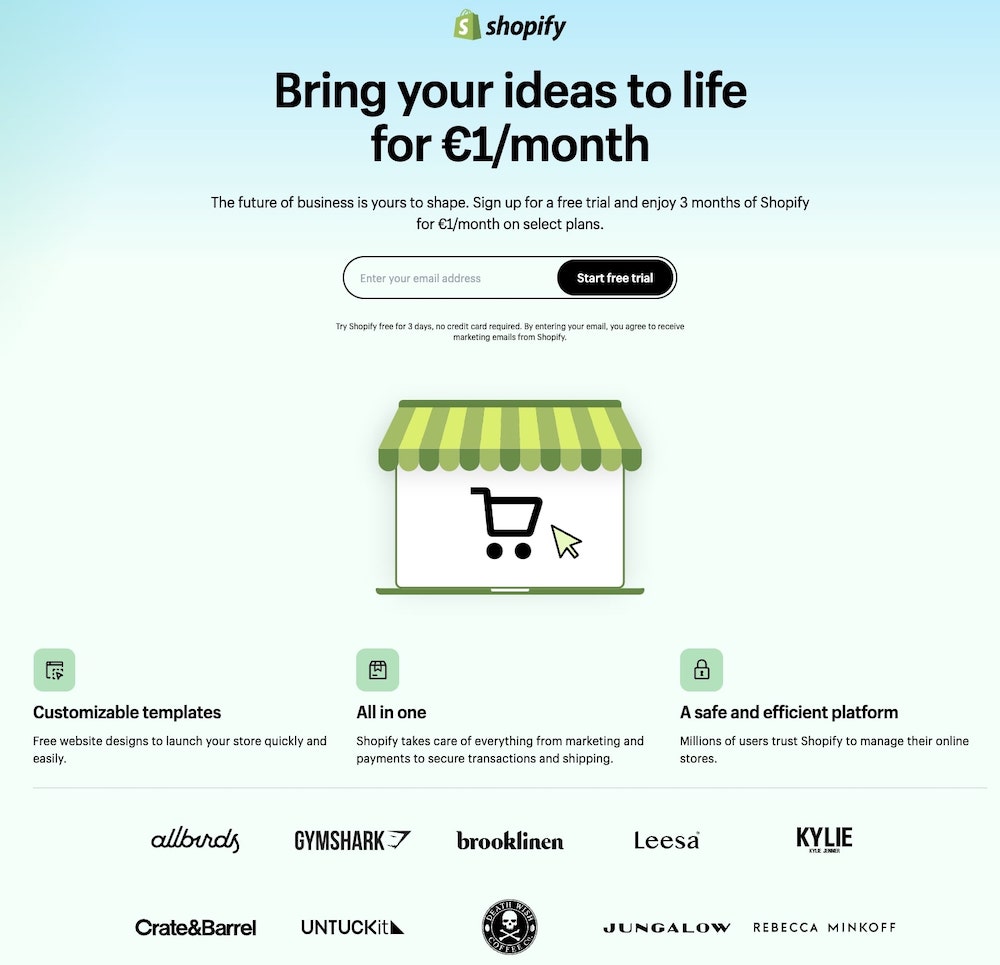 shopify
Bring your ideas to life
for €1/month
The future of business is yours to shape. Sign up for a free trial and enjoy 3 months of Shopify
for €1/month on select plans.
Enter your email address
Start free trial
Try Shopify free for 3 days, no credit card required. By entering your email, you agree to receive
marketing emails from Shopify.
Customizable templates
Free website designs to launch your store quickly and
easily.
All in one
Shopify takes care of everything from marketing and
payments to secure transactions and shipping.
A safe and efficient platform
Millions of users trust Shopify to manage their online
stores.
allbirds
GYMSHARK
brooklinen
Leesa
KYLIE
KYLIE JENNER
Crate&Barrel
UNTUCKit
DEATH WISH
COFFEE CO.
JUNGALOW
REBECCA MINKOFF